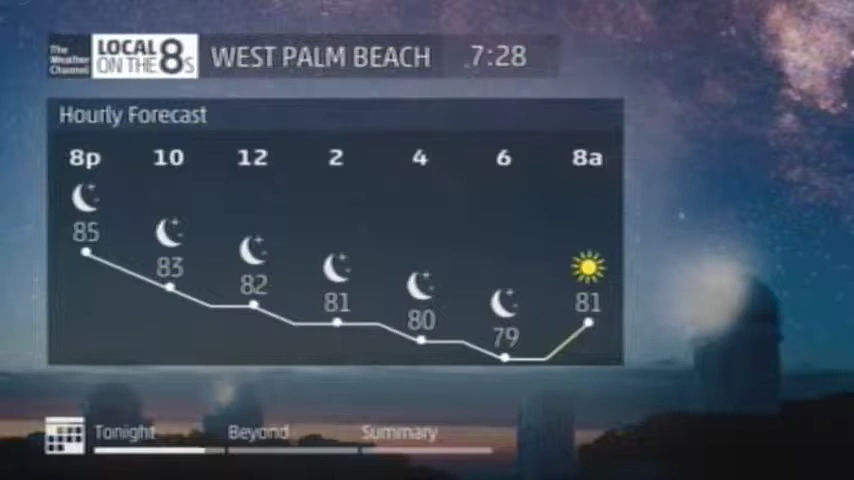 The Weather Channel
LOCAL ON THE 8s
WEST PALM BEACH 7:28
Hourly Forecast
8p 10 12 2 4 6 8a
85 83 82 81 80 79 81
Tonight Beyond Summary